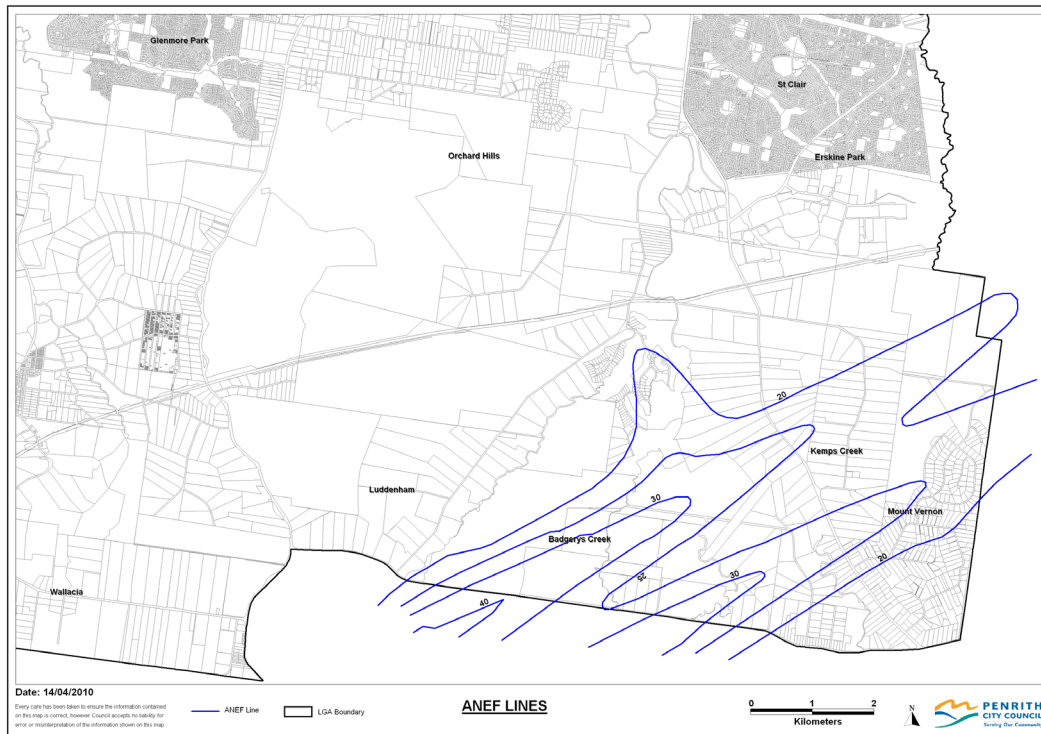 Glenmore Park
St Clair
Orchard Hills
Erskine Park
20
Kemps Creek
Luddenham
30
Mount Vernon
Badgerys Creek
20
25
30
Wallacia
40
Date: 14/04/2010
Every care has been taken to ensure the information contained
on this map is correct, however Council accepts no liability for
error or misinterpretation of the information shown on this map.
ANEF Line
LGA Boundary
ANEF LINES
0 1 2
Kilometers
N
PENRITH
CITY COUNCIL
Serving Our Community